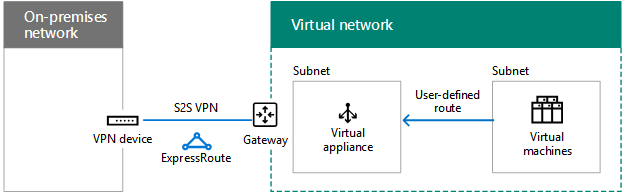 On-premises
network
Virtual network
Subnet
Subnet
S2S VPN
User-defined
route
VPN device
ExpressRoute
Gateway
Virtual
appliance
Virtual
machines